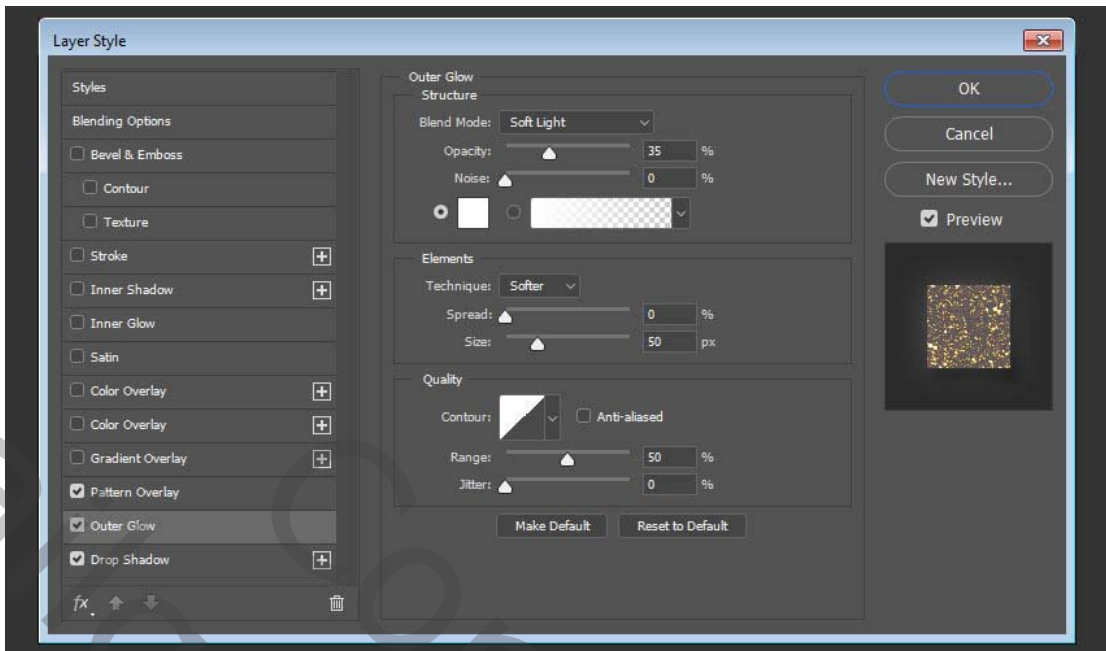 Layer Style
Styles
Blending Options
Bevel & Emboss
Contour
Texture
Stroke
Inner Shadow
Inner Glow
Satin
Color Overlay
Color Overlay
Gradient Overlay
Pattern Overlay
Outer Glow
Drop Shadow
fx
Outer Glow
Structure
Blend Mode: Soft Light
Opacity: 35 %
Noise: 0 %
Elements
Technique: Softer
Spread: 0 %
Size: 50 px
Quality
Contour: Anti-aliased
Range: 50 %
Jitter: 0 %
Make Default Reset to Default
OK
Cancel
New Style...
Preview